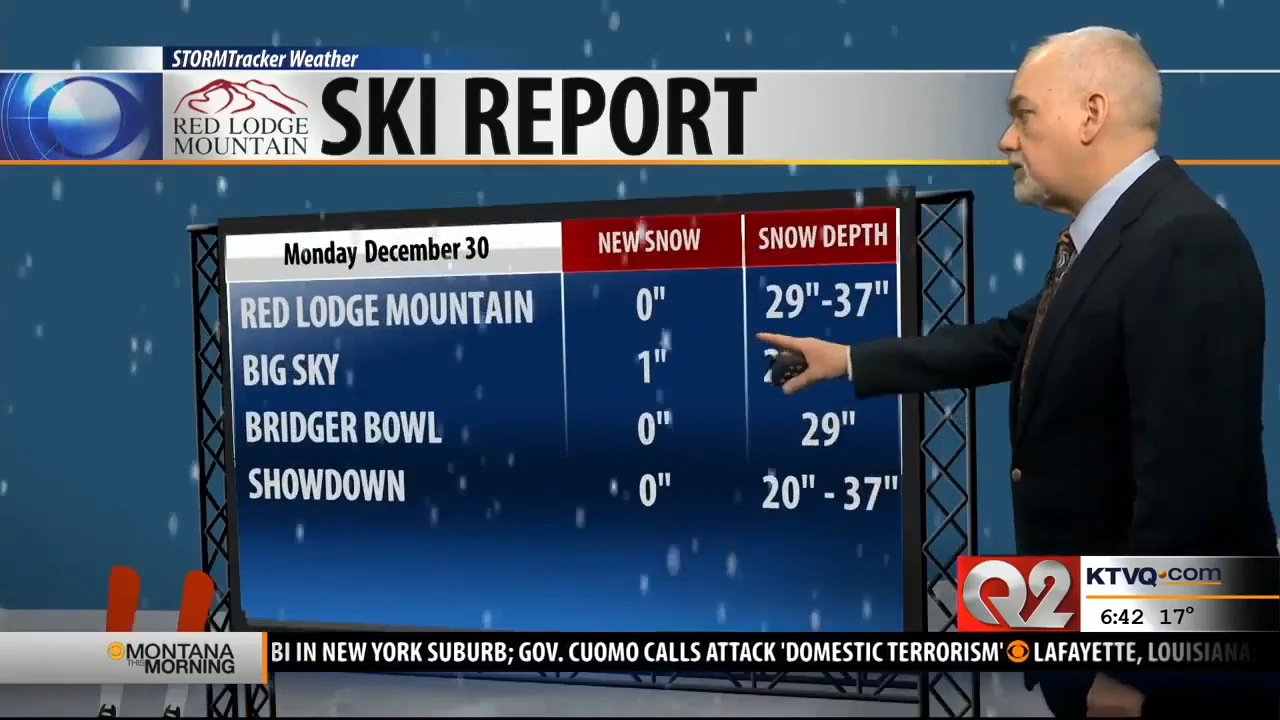 STORMTracker Weather
RED LODGE
MOUNTAIN
SKI REPORT
Monday December 30 NEW SNOW SNOW DEPTH
RED LODGE MOUNTAIN 0" 29"-37"
BIG SKY 1"
BRIDGER BOWL 0" 29"
SHOWDOWN 0" 20" - 37"
Q2
KTVQ.com
6:42 17°
MONTANA
THIS MORNING
BI IN NEW YORK SUBURB; GOV. CUOMO CALLS ATTACK 'DOMESTIC TERRORISM' LAFAYETTE, LOUISIANA: